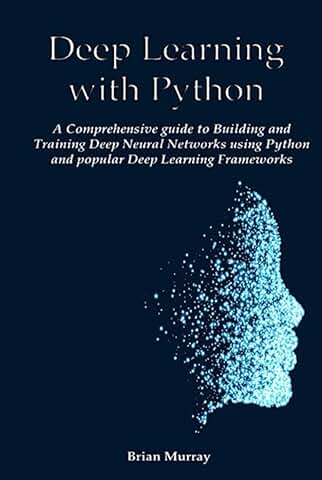 Deep Learning
with Python
A Comprehensive guide to Building and
Training Deep Neural Networks using Python
and popular Deep Learning Frameworks
Brian Murray